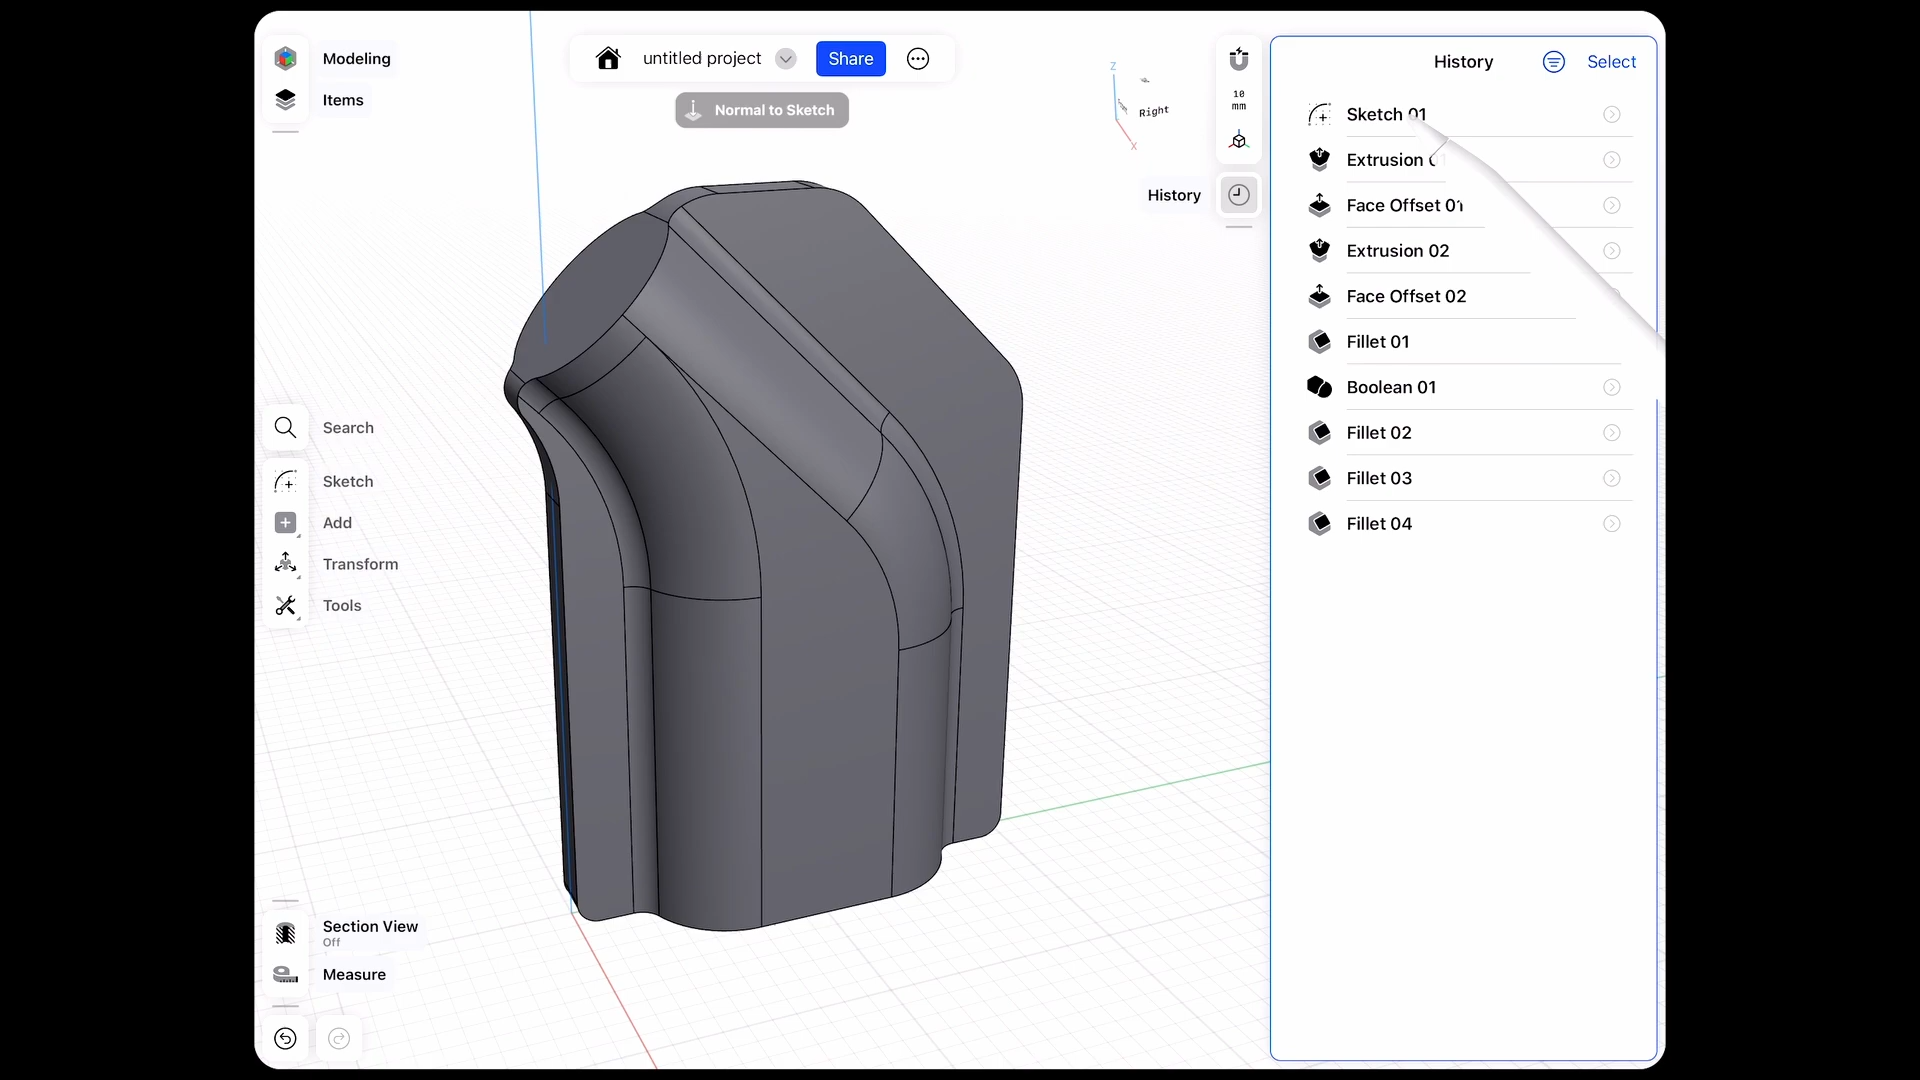 Modeling
Items
untitled project
Share
Normal to Sketch
Z
Right
X
10
mm
History
History
Select
Sketch 01
Extrusion 01
Face Offset 01
Extrusion 02
Face Offset 02
Fillet 01
Boolean 01
Fillet 02
Fillet 03
Fillet 04
Search
Sketch
Add
Transform
Tools
Section View
Off
Measure